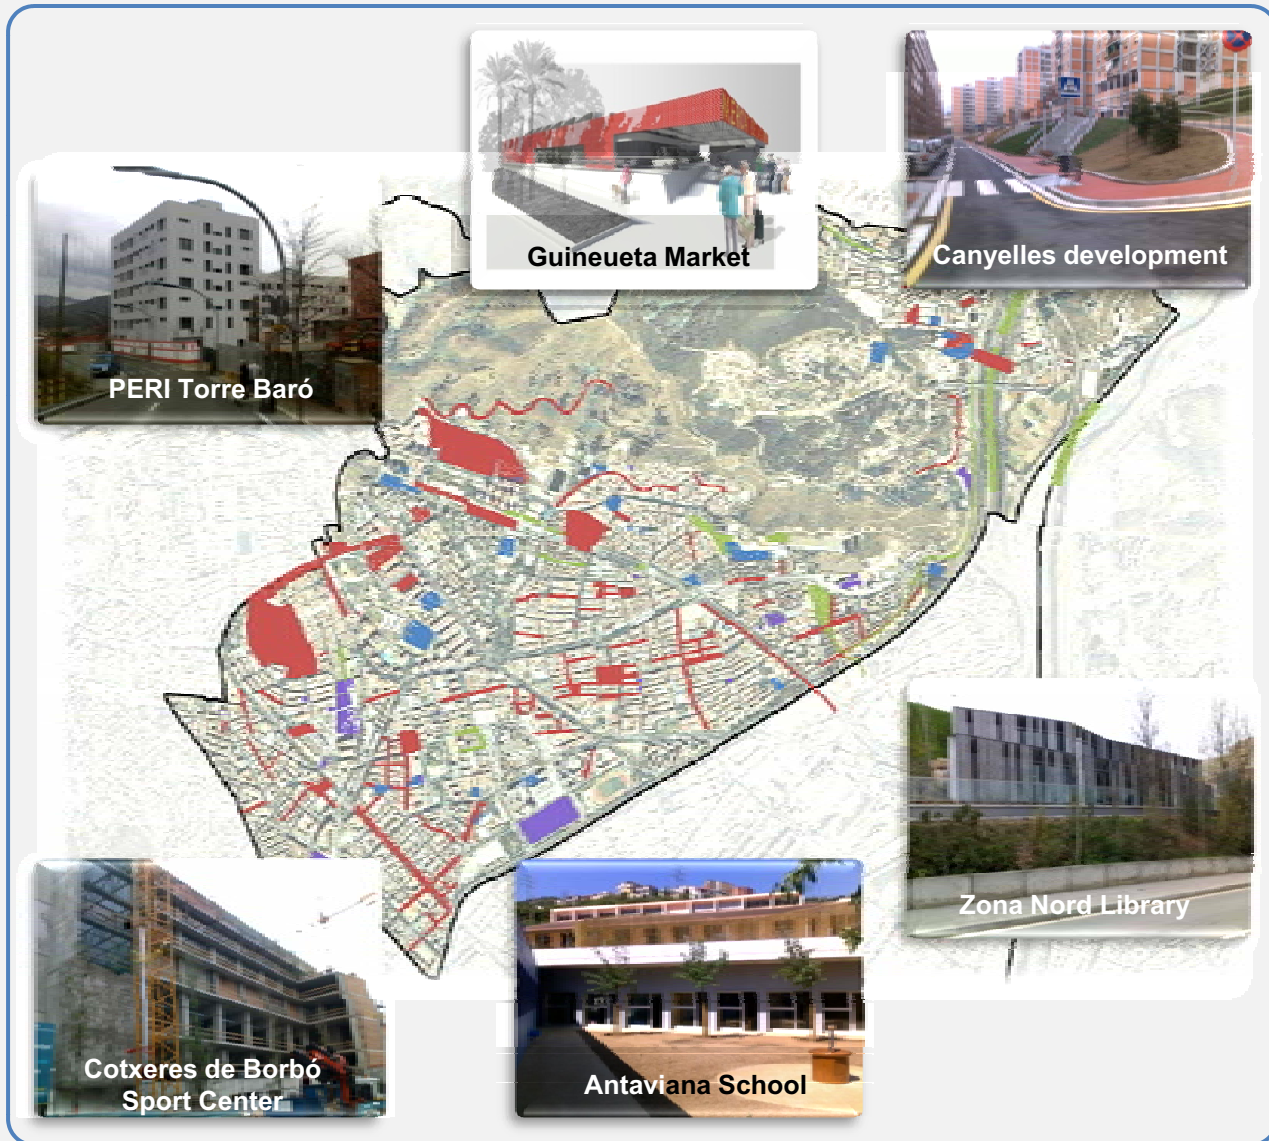 Guineueta Market
Canyelles development
PERI Torre Baró
Zona Nord Library
Cotxeres de Borbó
Sport Center
Antaviana School